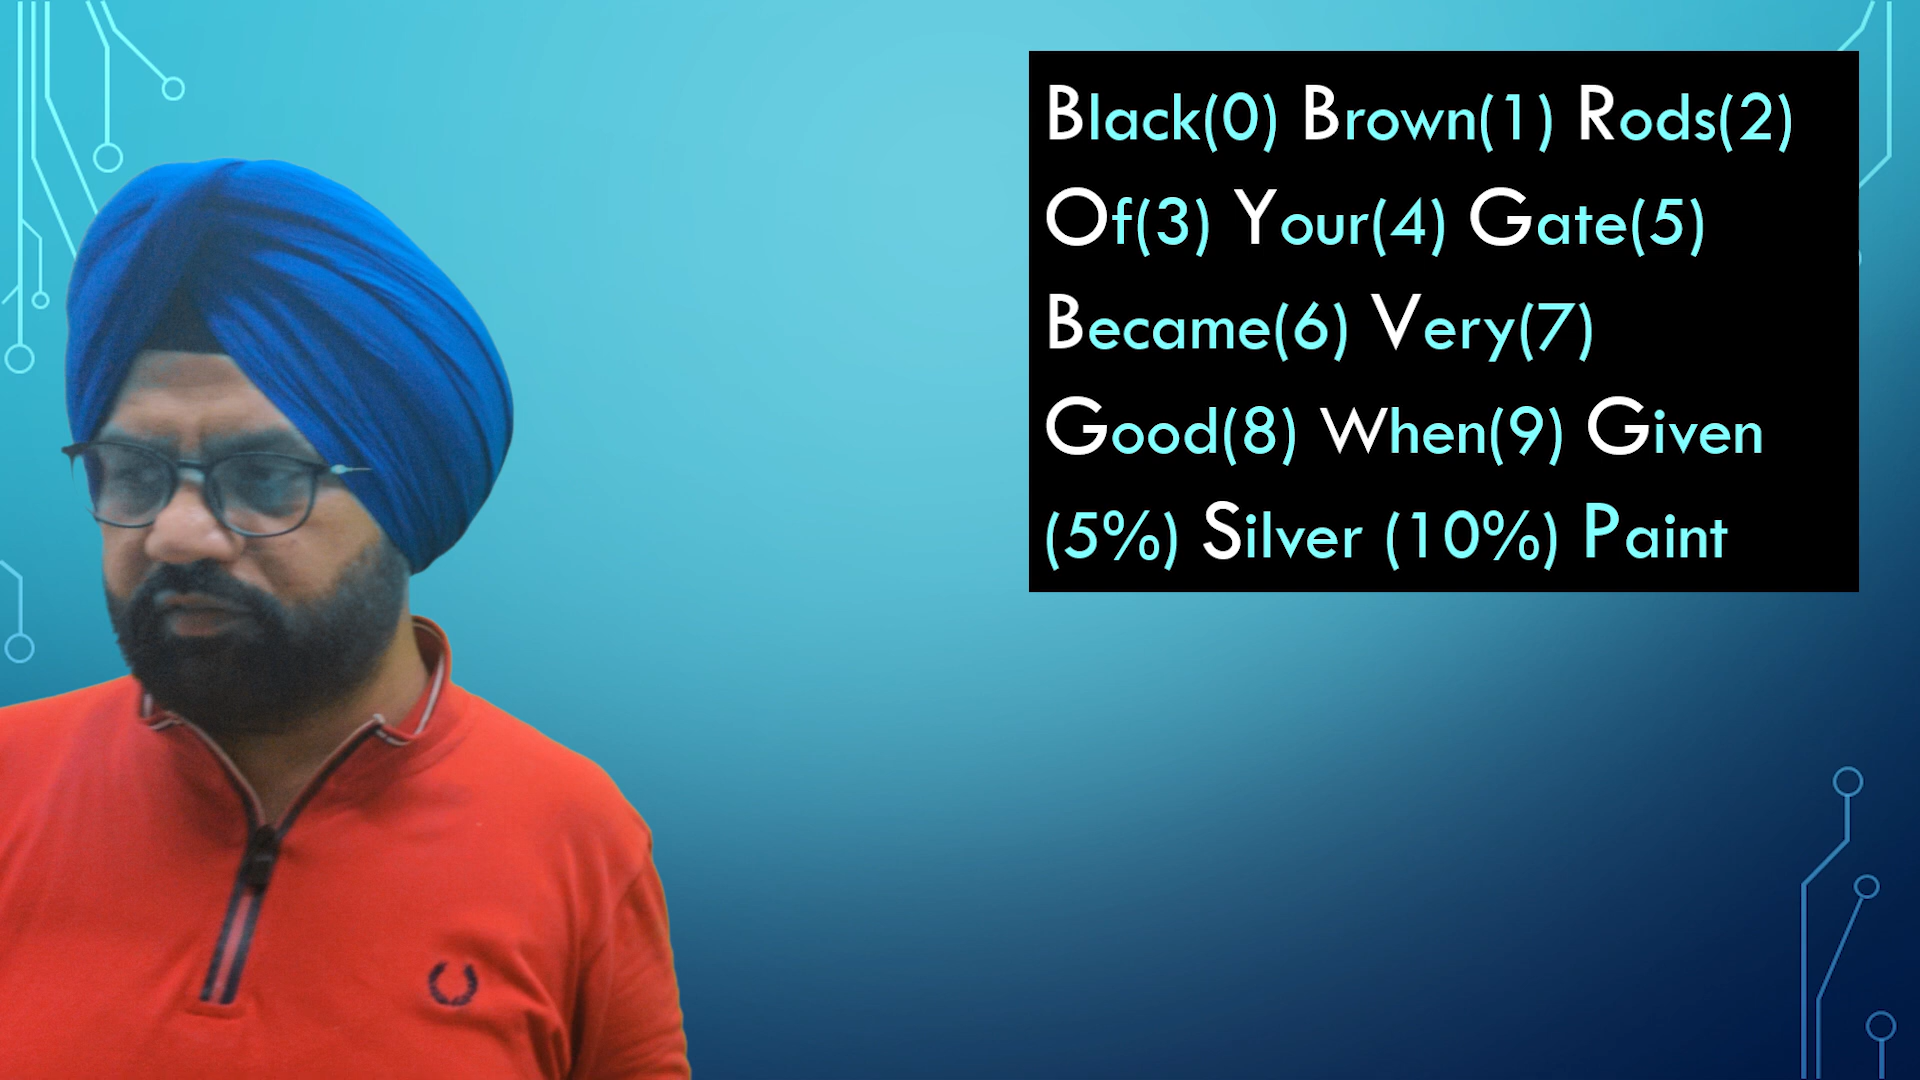 Black(0) Brown(1) Rods(2)
Of(3) Your(4) Gate(5)
Became(6) Very(7)
Good(8) When(9) Given
(5%) Silver (10%) Paint